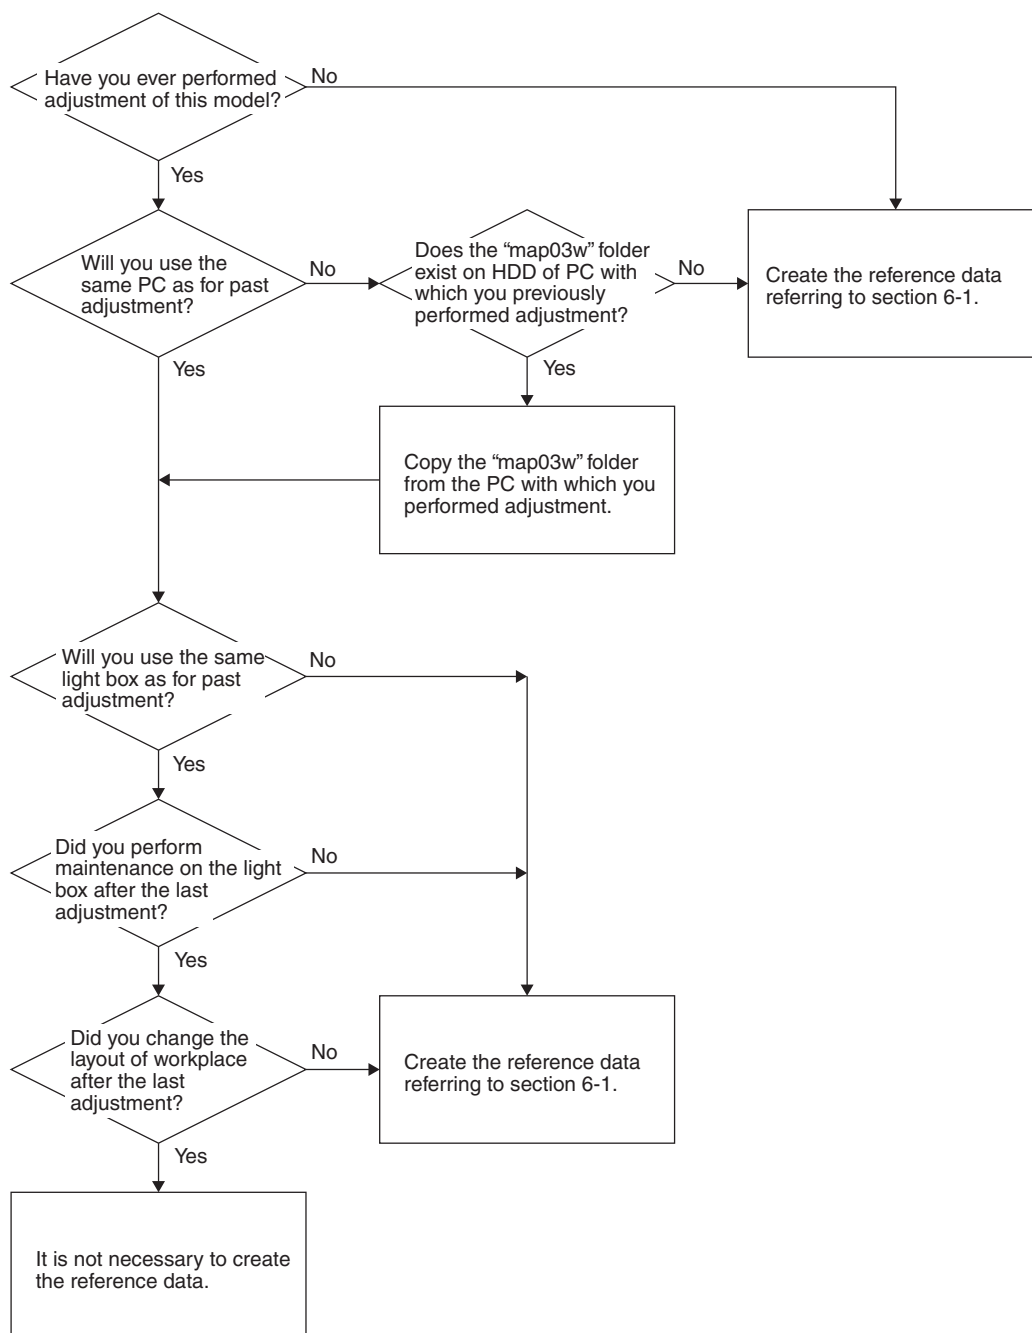 Have you ever performed
adjustment of this model?
No
Yes
Will you use the
same PC as for past
adjustment?
No
Does the “map03w” folder
exist on HDD of PC with
which you previously
performed adjustment?
No
Create the reference data
referring to section 6-1.
Yes
Yes
Copy the “map03w” folder
from the PC with which you
performed adjustment.
Will you use the same
light box as for past
adjustment?
No
Yes
Did you perform
maintenance on the light
box after the last
adjustment?
No
Yes
Did you change the
layout of workplace
after the last
adjustment?
No
Create the reference data
referring to section 6-1.
Yes
It is not necessary to create
the reference data.